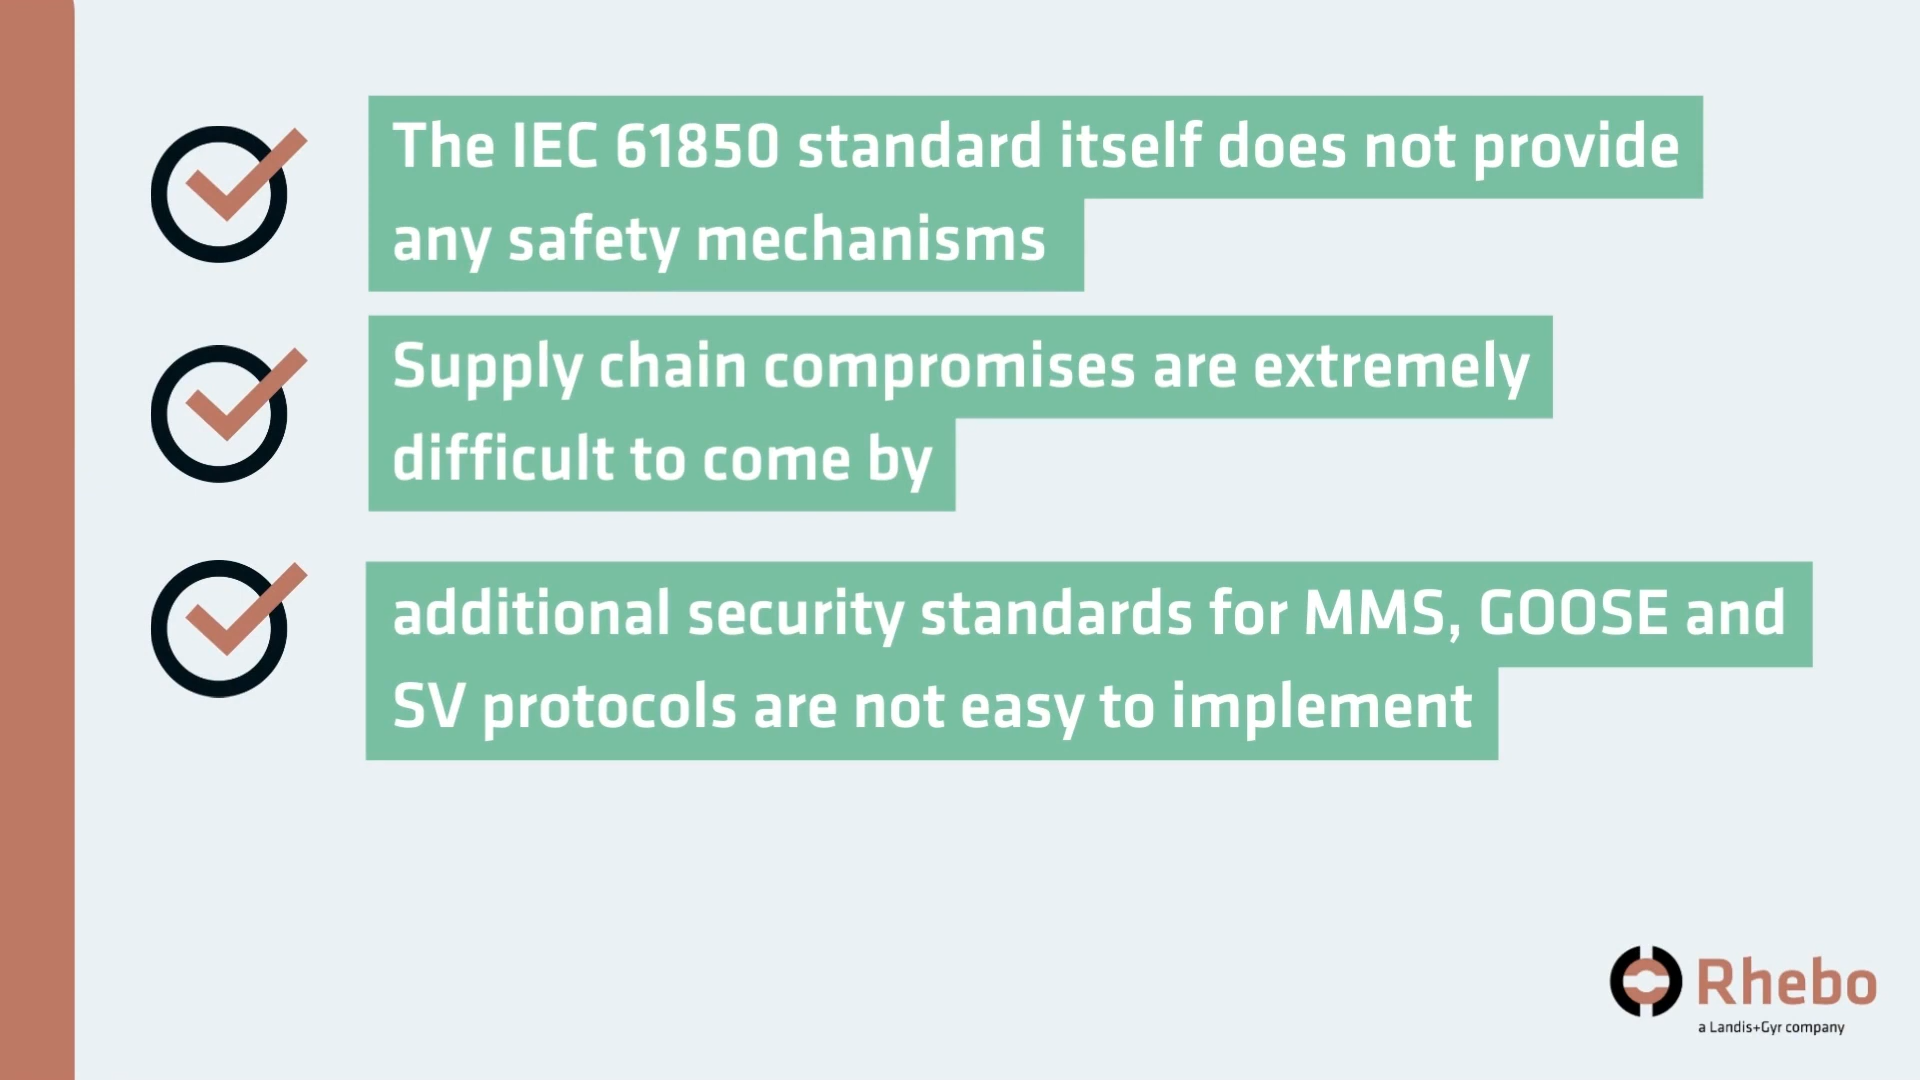 The IEC 61850 standard itself does not provide
any safety mechanisms
Supply chain compromises are extremely
difficult to come by
additional security standards for MMS, GOOSE and
SV protocols are not easy to implement
Rhebo
a Landis+Gyr company